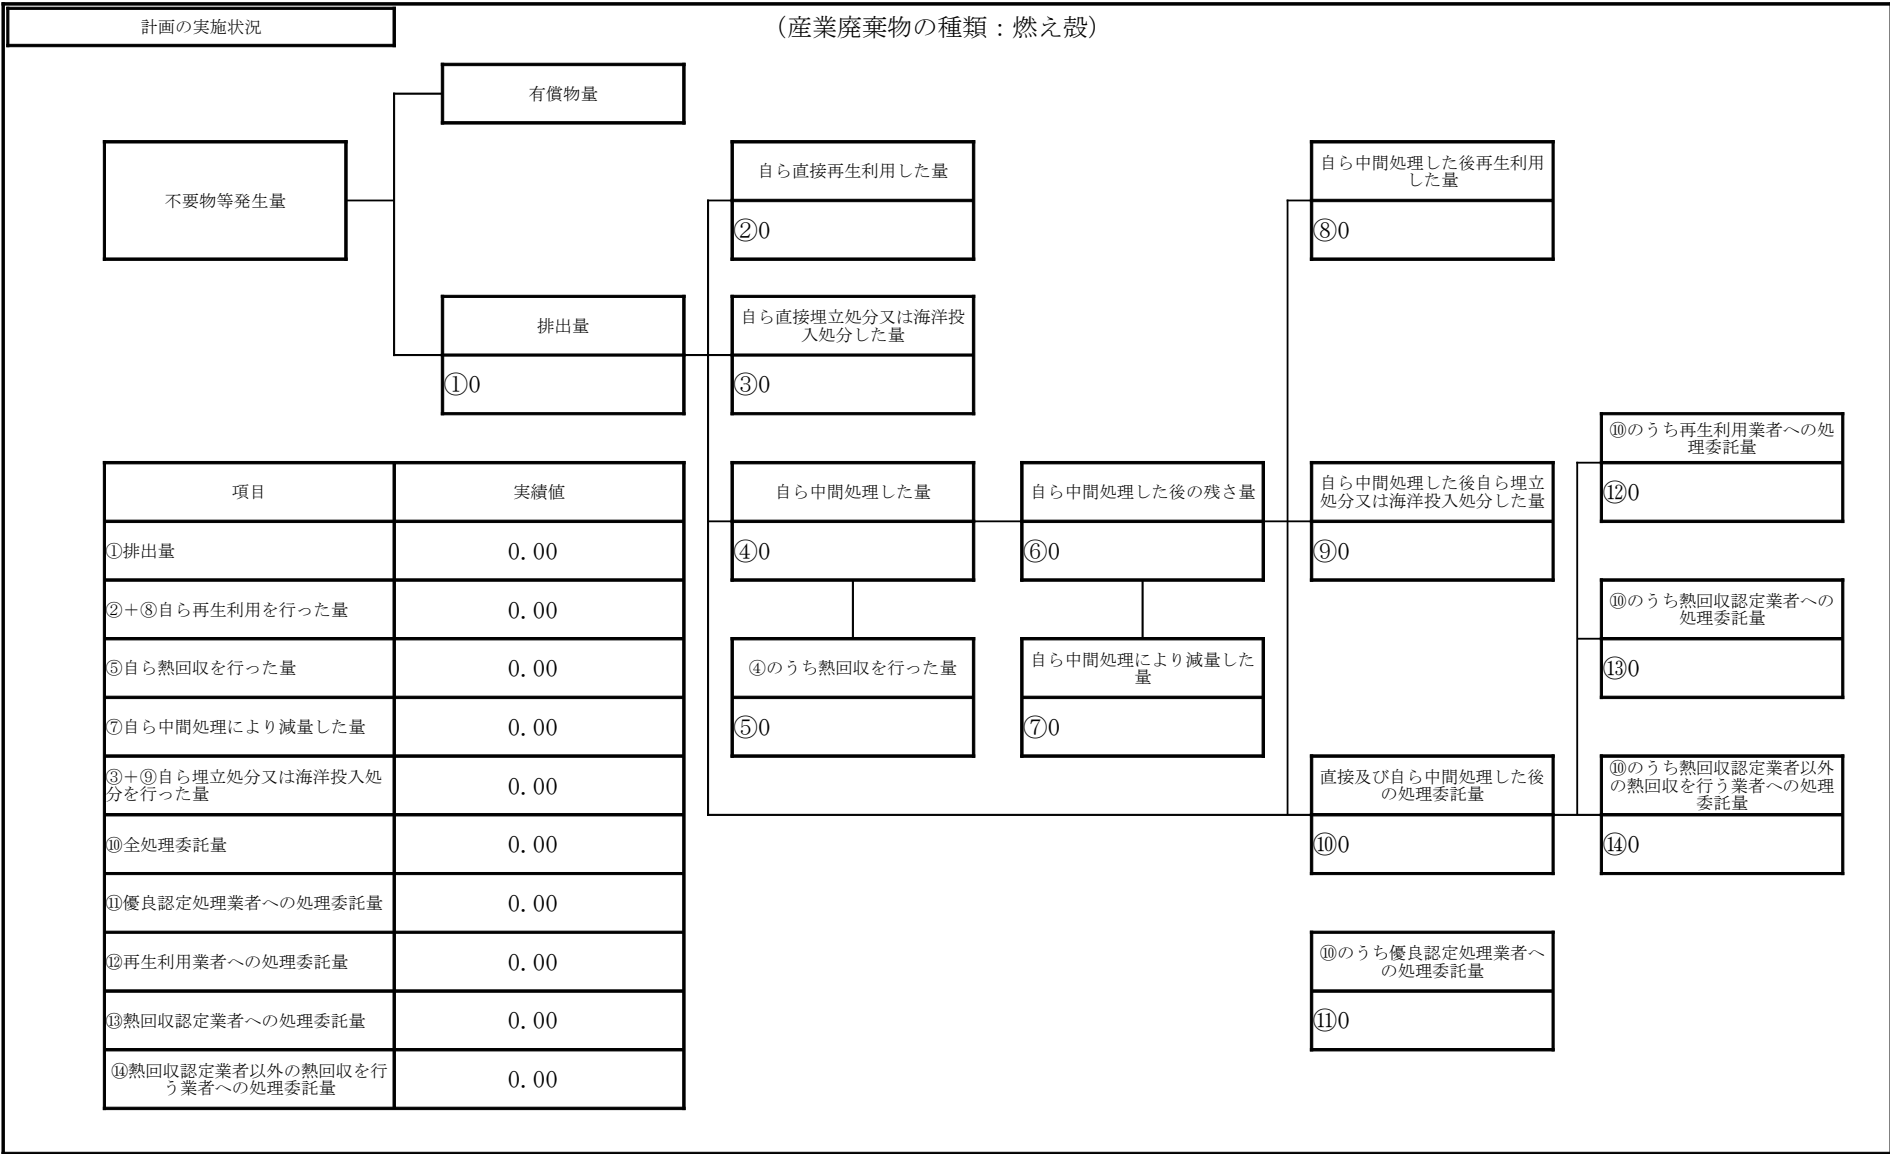 計画の実施状況
（産業廃棄物の種類：燃え殻）
有償物量
不要物等発生量
自ら直接再生利用した量
②0
自ら中間処理した後再生利用
した量
⑧0
排出量
①0
自ら直接埋立処分又は海洋投
入処分した量
③0
⑩のうち再生利用業者への処
理委託量
⑫0
自ら中間処理した量
④0
自ら中間処理した後の残さ量
⑥0
自ら中間処理した後自ら埋立
処分又は海洋投入処分した量
⑨0
⑩のうち熱回収認定業者への
処理委託量
⑬0
④のうち熱回収を行った量
⑤0
自ら中間処理により減量した
量
⑦0
直接及び自ら中間処理した後
の処理委託量
⑩0
⑩のうち熱回収認定業者以外
の熱回収を行う業者への処理
委託量
⑭0
⑩のうち優良認定処理業者へ
の処理委託量
⑪0
項目 実績値
①排出量 0.00
②＋⑧自ら再生利用を行った量 0.00
⑤自ら熱回収を行った量 0.00
⑦自ら中間処理により減量した量 0.00
③＋⑨自ら埋立処分又は海洋投入処
分を行った量 0.00
⑩全処理委託量 0.00
⑪優良認定処理業者への処理委託量 0.00
⑫再生利用業者への処理委託量 0.00
⑬熱回収認定業者への処理委託量 0.00
⑭熱回収認定業者以外の熱回収を行
う業者への処理委託量 0.00